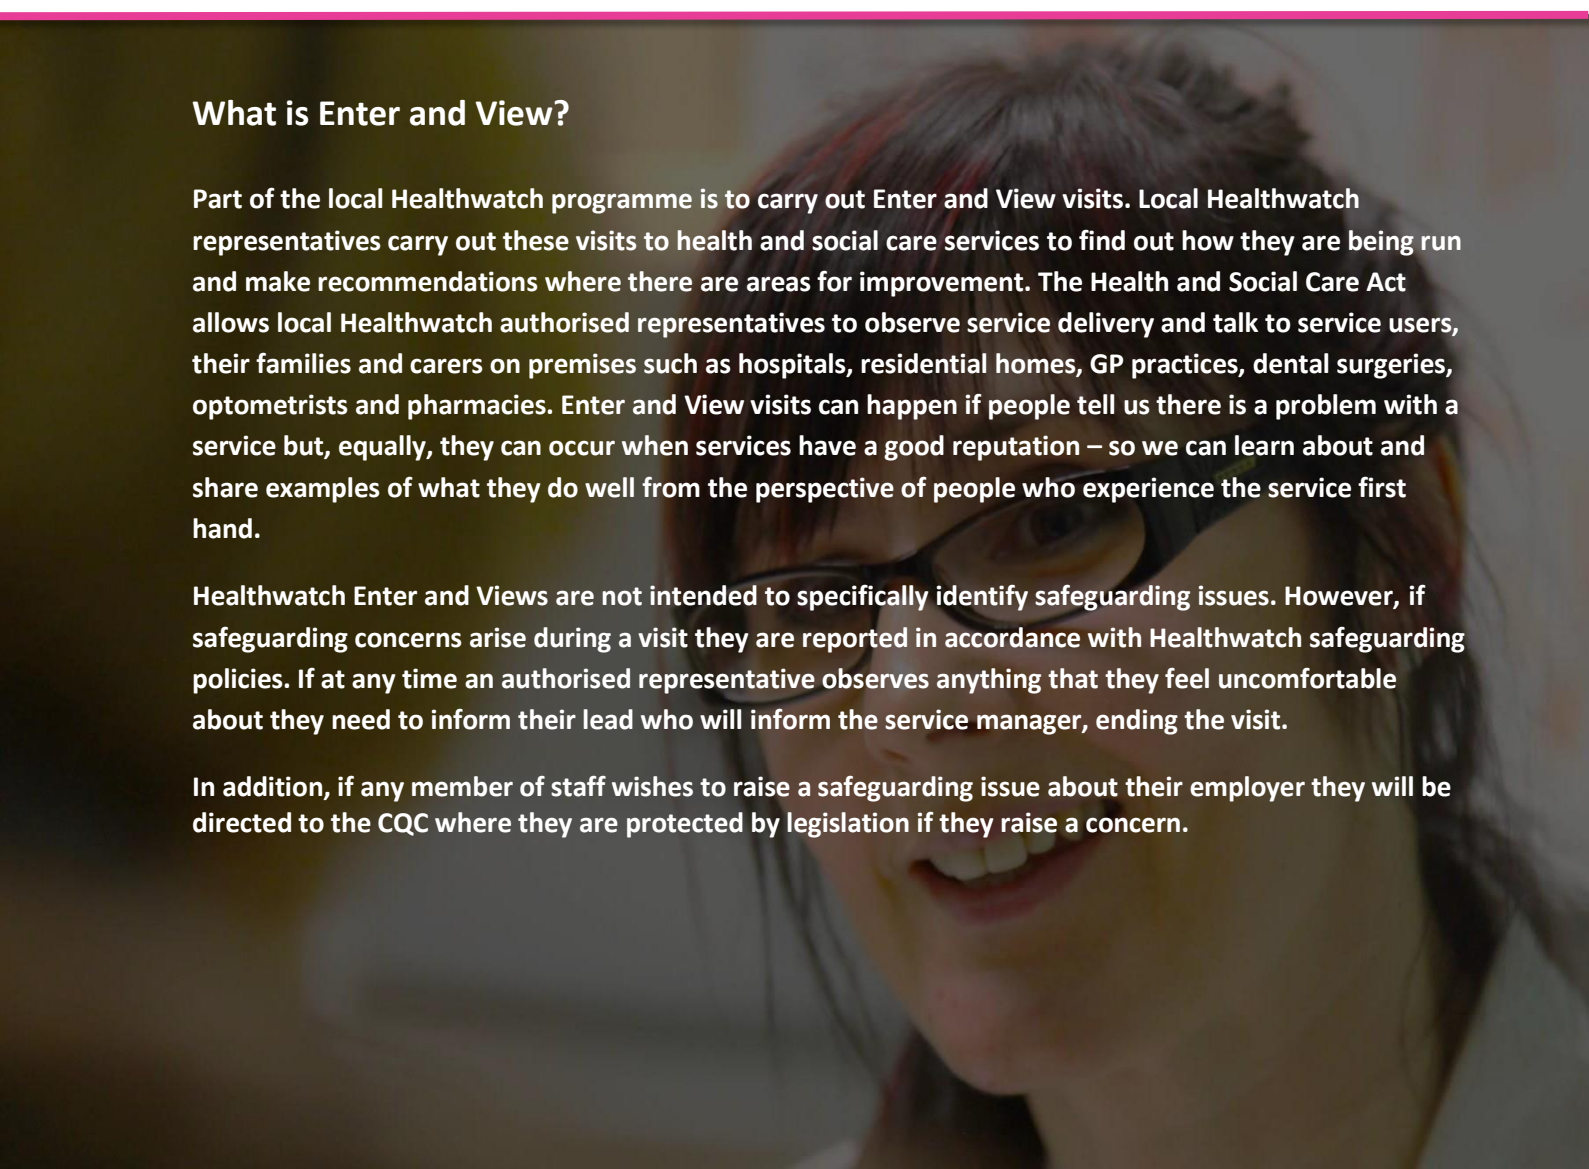 What is Enter and View?
Part of the local Healthwatch programme is to carry out Enter and View visits. Local Healthwatch
representatives carry out these visits to health and social care services to find out how they are being run
and make recommendations where there are areas for improvement. The Health and Social Care Act
allows local Healthwatch authorised representatives to observe service delivery and talk to service users,
their families and carers on premises such as hospitals, residential homes, GP practices, dental surgeries,
optometrists and pharmacies. Enter and View visits can happen if people tell us there is a problem with a
service but, equally, they can occur when services have a good reputation – so we can learn about and
share examples of what they do well from the perspective of people who experience the service first
hand.
Healthwatch Enter and Views are not intended to specifically identify safeguarding issues. However, if
safeguarding concerns arise during a visit they are reported in accordance with Healthwatch safeguarding
policies. If at any time an authorised representative observes anything that they feel uncomfortable
about they need to inform their lead who will inform the service manager, ending the visit.
In addition, if any member of staff wishes to raise a safeguarding issue about their employer they will be
directed to the CQC where they are protected by legislation if they raise a concern.